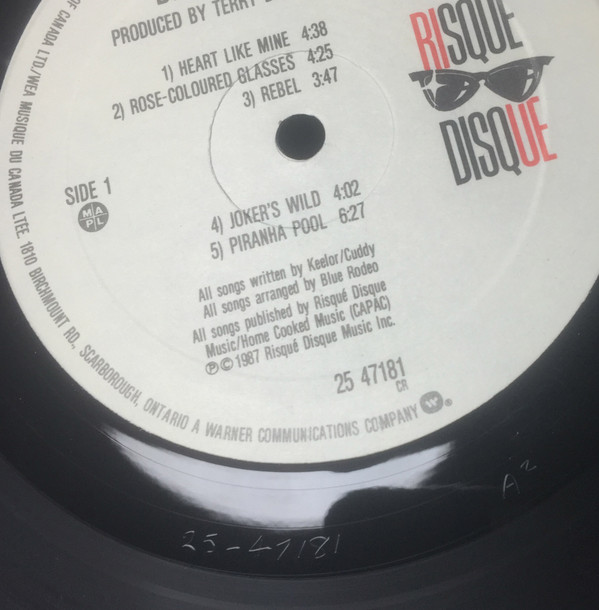 PRODUCED BY TERRY
1) HEART LIKE MINE 4:38
2) ROSE-COLOURED GLASSES 4:25
3) REBEL 3:47
RISQUE
DISQUE
SIDE 1
MAPL
4) JOKER'S WILD 4:02
5) PIRANHA POOL 6:27
All songs written by Keelor/Cuddy
All songs arranged by Blue Rodeo
All songs published by Risqué Disque
Music/Home Cooked Music (CAPAC)
℗©1987 Risqué Disque Music Inc.
25 47181
CR
OF CANADA LTD./WEA MUSIQUE DU CANADA LTEE. 1810 BIRCHMOUNT RD., SCARBOROUGH, ONTARIO A WARNER COMMUNICATIONS COMPANY
25-47181
A2